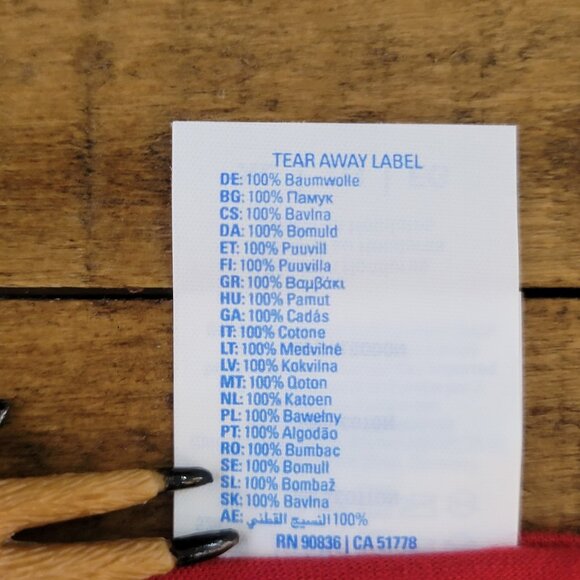 TEAR AWAY LABEL
DE: 100% Baumwolle
BG: 100% Памук
CS: 100% Bavlna
DA: 100% Bomuld
ET: 100% Puuvill
FI: 100% Puuvilla
GR: 100% Βαμβάκι
HU: 100% Pamut
GA: 100% Cadás
IT: 100% Cotone
LT: 100% Medvilnė
LV: 100% Kokvilna
MT: 100% Qoton
NL: 100% Katoen
PL: 100% Bawełny
PT: 100% Algodão
RO: 100% Bumbac
SE: 100% Bomull
SL: 100% Bombaž
SK: 100% Bavlna
AE: النسيج القطني 100%
RN 90836 | CA 51778